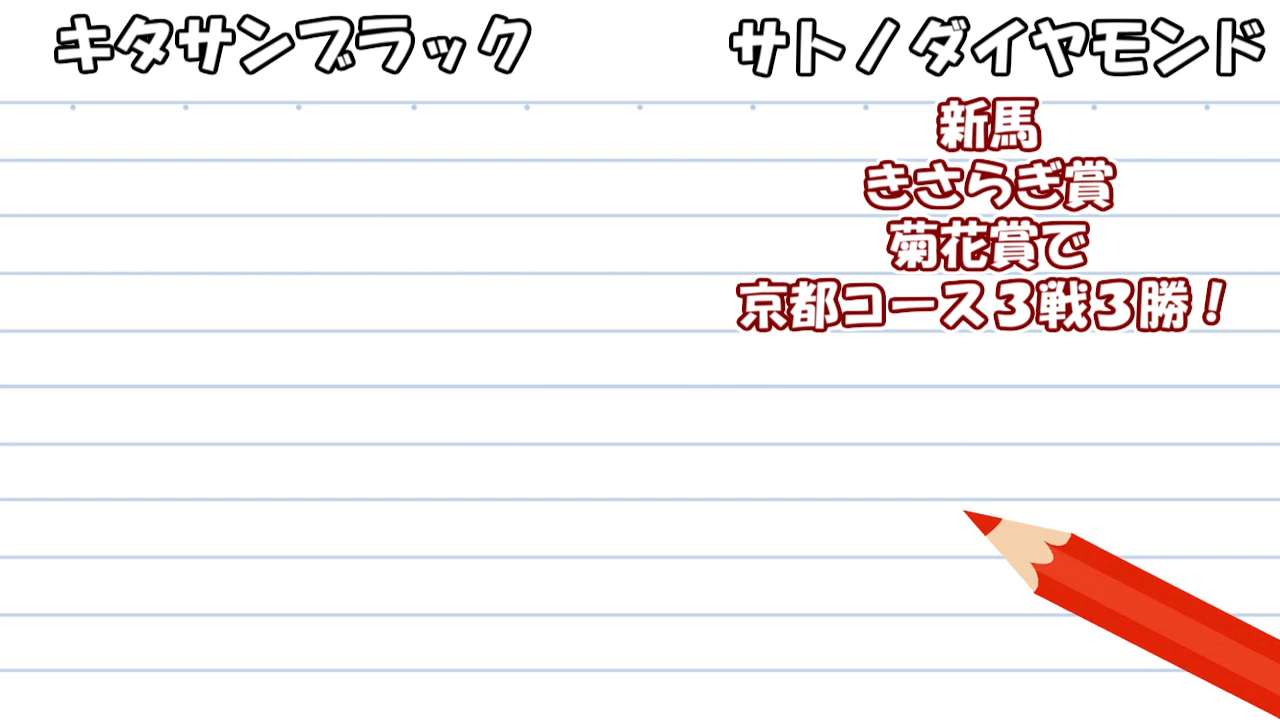 キタサンブラック
サトノダイヤモンド
新馬
きさらぎ賞
菊花賞で
京都コース3戦3勝！